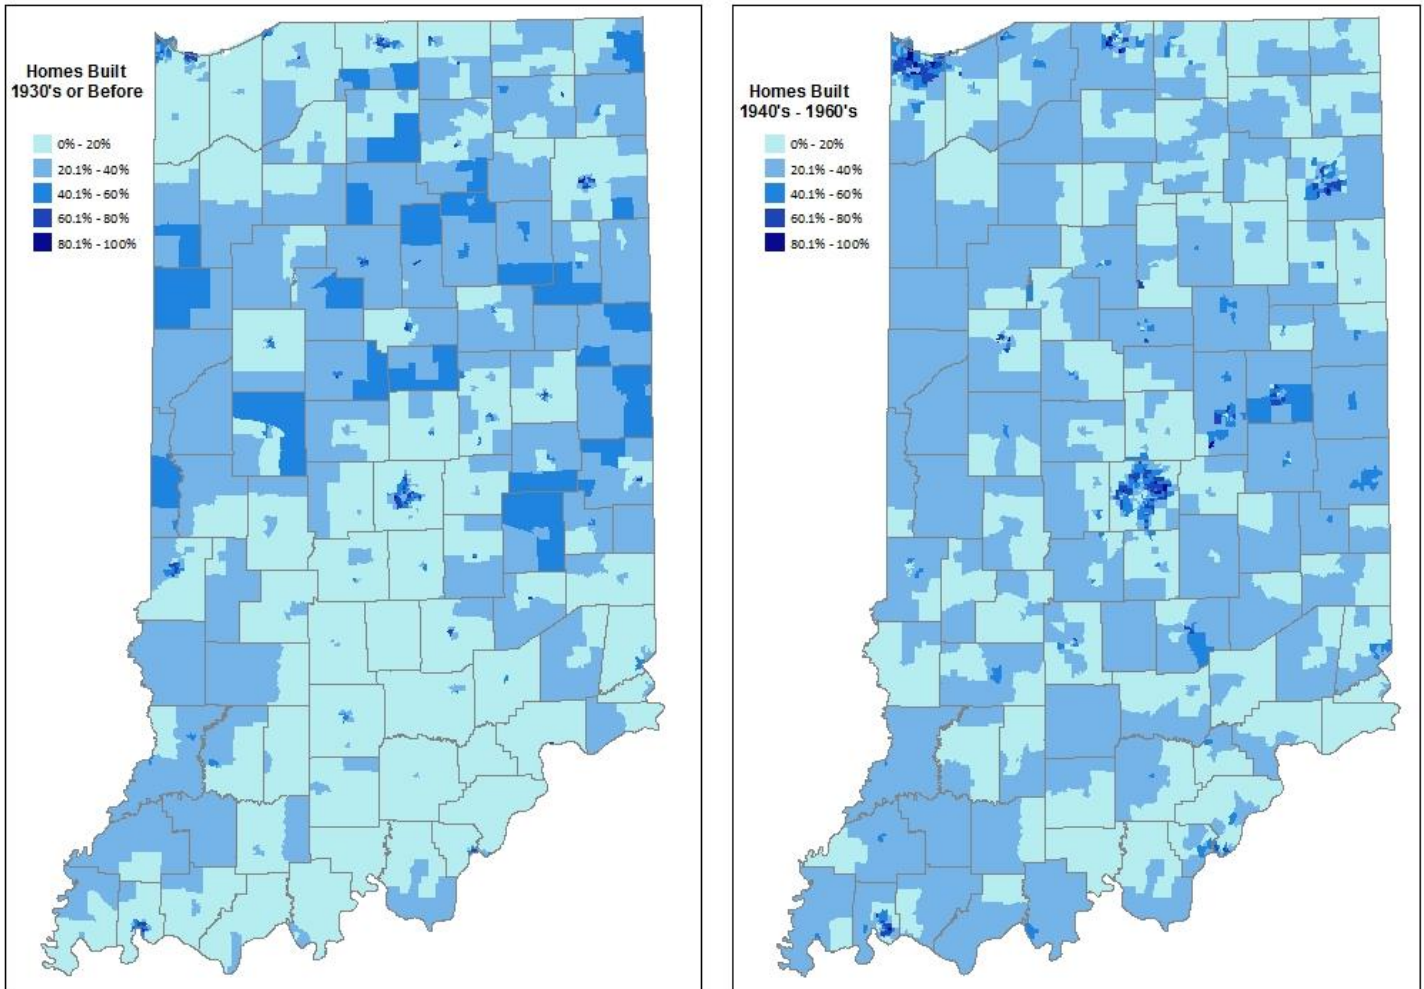 Homes Built
1930's or Before
0% - 20%
20.1% - 40%
40.1% - 60%
60.1% - 80%
80.1% - 100%
Homes Built
1940's - 1960's
0% - 20%
20.1% - 40%
40.1% - 60%
60.1% - 80%
80.1% - 100%